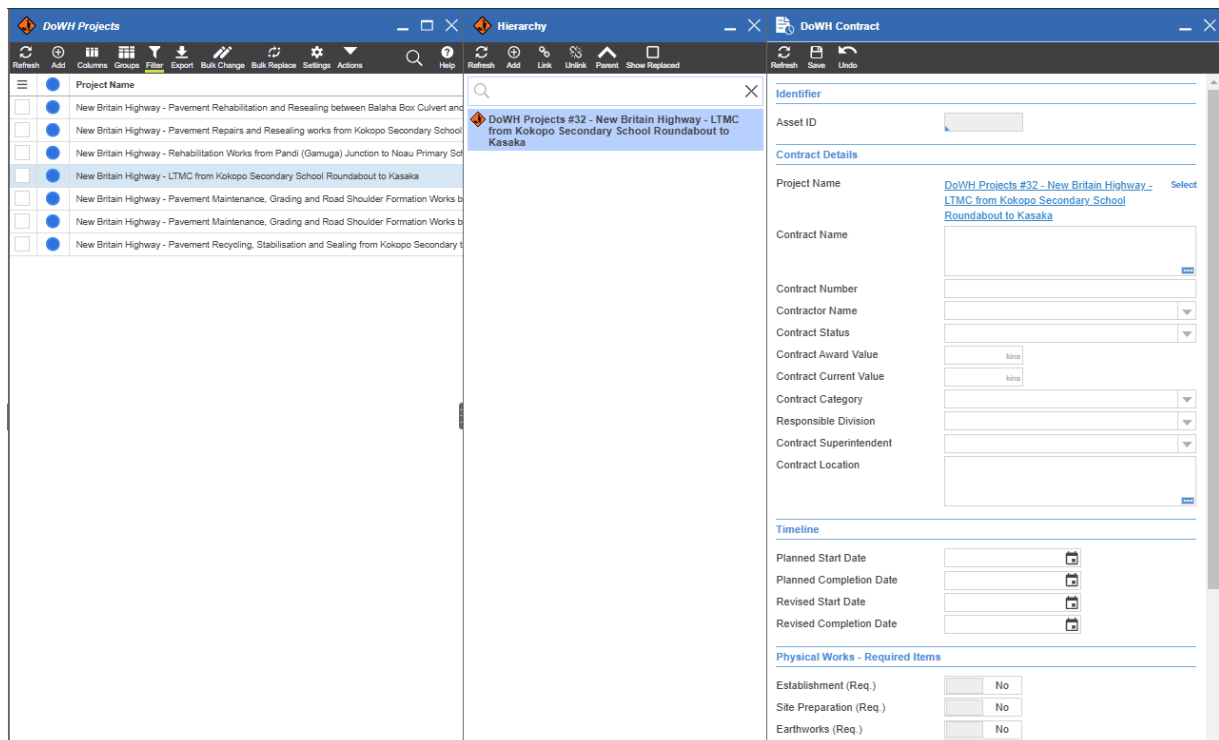 DoWH Projects
Refresh Add Columns Groups Filter Export Bulk Change Bulk Replace Settings Actions Help
Project Name
New Britain Highway - Pavement Rehabilitation and Resealing between Balaha Box Culvert and
New Britain Highway - Pavement Repairs and Resealing works from Kokopo Secondary School
New Britain Highway - Rehabilitation Works from Pandi (Gamuga) Junction to Noau Primary Sch
New Britain Highway - LTMC from Kokopo Secondary School Roundabout to Kasaka
New Britain Highway - Pavement Maintenance, Grading and Road Shoulder Formation Works b
New Britain Highway - Pavement Maintenance, Grading and Road Shoulder Formation Works b
New Britain Highway - Pavement Recycling, Stabilisation and Sealing from Kokopo Secondary t
Hierarchy
Refresh Add Link Unlink Parent Show Replaced
DoWH Projects #32 - New Britain Highway - LTMC
from Kokopo Secondary School Roundabout to
Kasaka
DoWH Contract
Refresh Save Undo
Identifier
Asset ID
Contract Details
Project Name DoWH Projects #32 - New Britain Highway - Select
LTMC from Kokopo Secondary School
Roundabout to Kasaka
Contract Name
Contract Number
Contractor Name
Contract Status
Contract Award Value kina
Contract Current Value kina
Contract Category
Responsible Division
Contract Superintendent
Contract Location
Timeline
Planned Start Date
Planned Completion Date
Revised Start Date
Revised Completion Date
Physical Works - Required Items
Establishment (Req.) No
Site Preparation (Req.) No
Earthworks (Req.) No